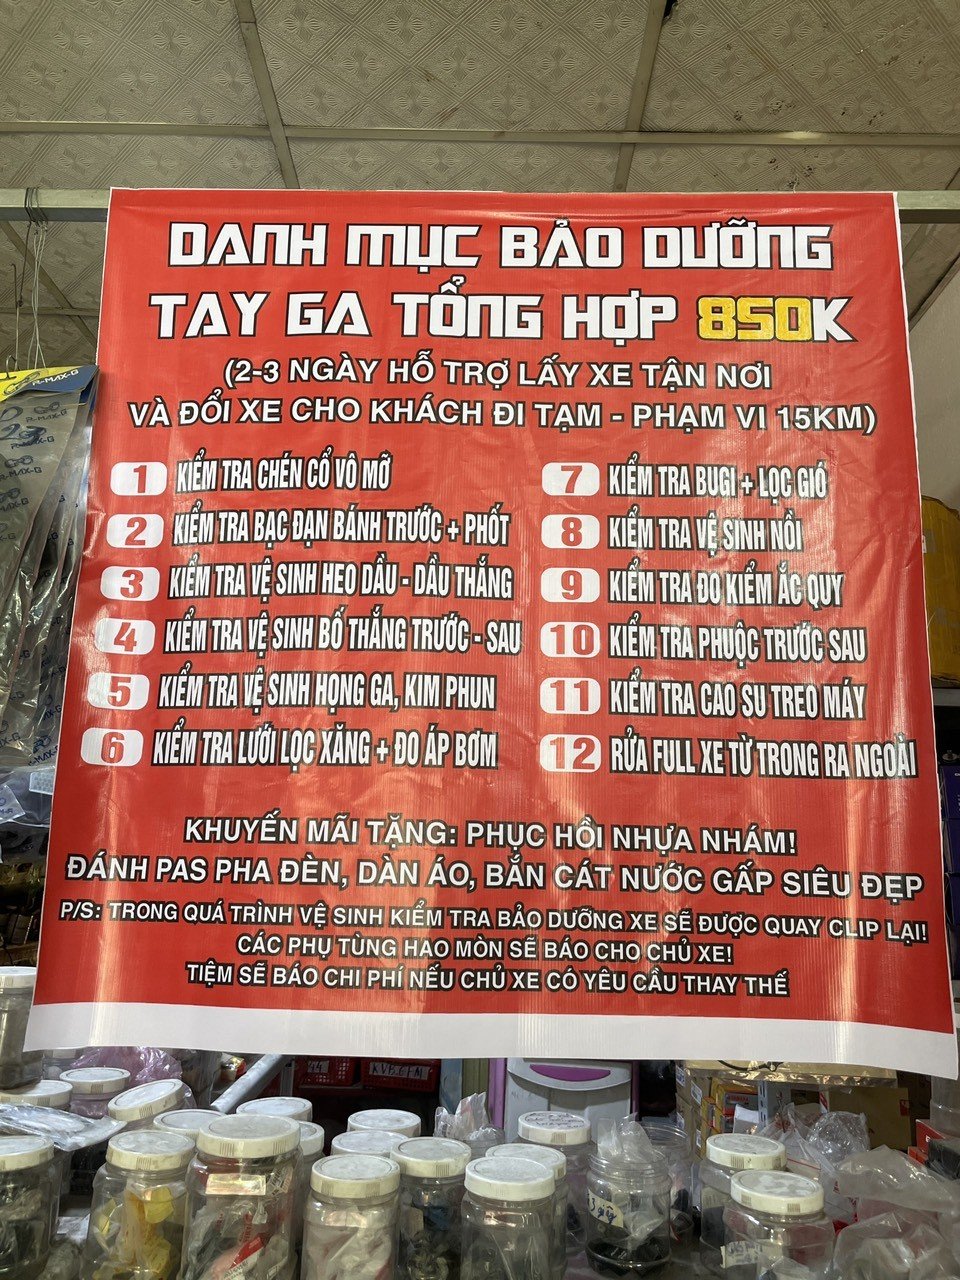 DANH MỤC BẢO DƯỠNG
TAY GA TỔNG HỢP 850K
(2-3 NGÀY HỖ TRỢ LẤY XE TẬN NƠI
VÀ ĐỔI XE CHO KHÁCH ĐI TẠM - PHẠM VI 15KM)
1 KIỂM TRA CHÉN CỔ VÔ MỠ
2 KIỂM TRA BẠC ĐẠN BÁNH TRƯỚC + PHỐT
3 KIỂM TRA VỆ SINH HEO DẦU - DẦU THẮNG
4 KIỂM TRA VỆ SINH BỐ THẮNG TRƯỚC - SAU
5 KIỂM TRA VỆ SINH HỌNG GA, KIM PHUN
6 KIỂM TRA LƯỚI LỌC XĂNG + ĐO ÁP BƠM
7 KIỂM TRA BUGI + LỌC GIÓ
8 KIỂM TRA VỆ SINH NỒI
9 KIỂM TRA ĐO KIỂM ẮC QUY
10 KIỂM TRA PHUỘC TRƯỚC SAU
11 KIỂM TRA CAO SU TREO MÁY
12 RỬA FULL XE TỪ TRONG RA NGOÀI
KHUYẾN MÃI TẶNG: PHỤC HỒI NHỰA NHÁM!
ĐÁNH PAS PHA ĐÈN, DÀN ÁO, BẮN CÁT NƯỚC GẤP SIÊU ĐẸP
P/S: TRONG QUÁ TRÌNH VỆ SINH KIỂM TRA BẢO DƯỠNG XE SẼ ĐƯỢC QUAY CLIP LẠI!
CÁC PHỤ TÙNG HAO MÒN SẼ BÁO CHO CHỦ XE!
TIỆM SẼ BÁO CHI PHÍ NẾU CHỦ XE CÓ YÊU CẦU THAY THẾ
R-MAX-G